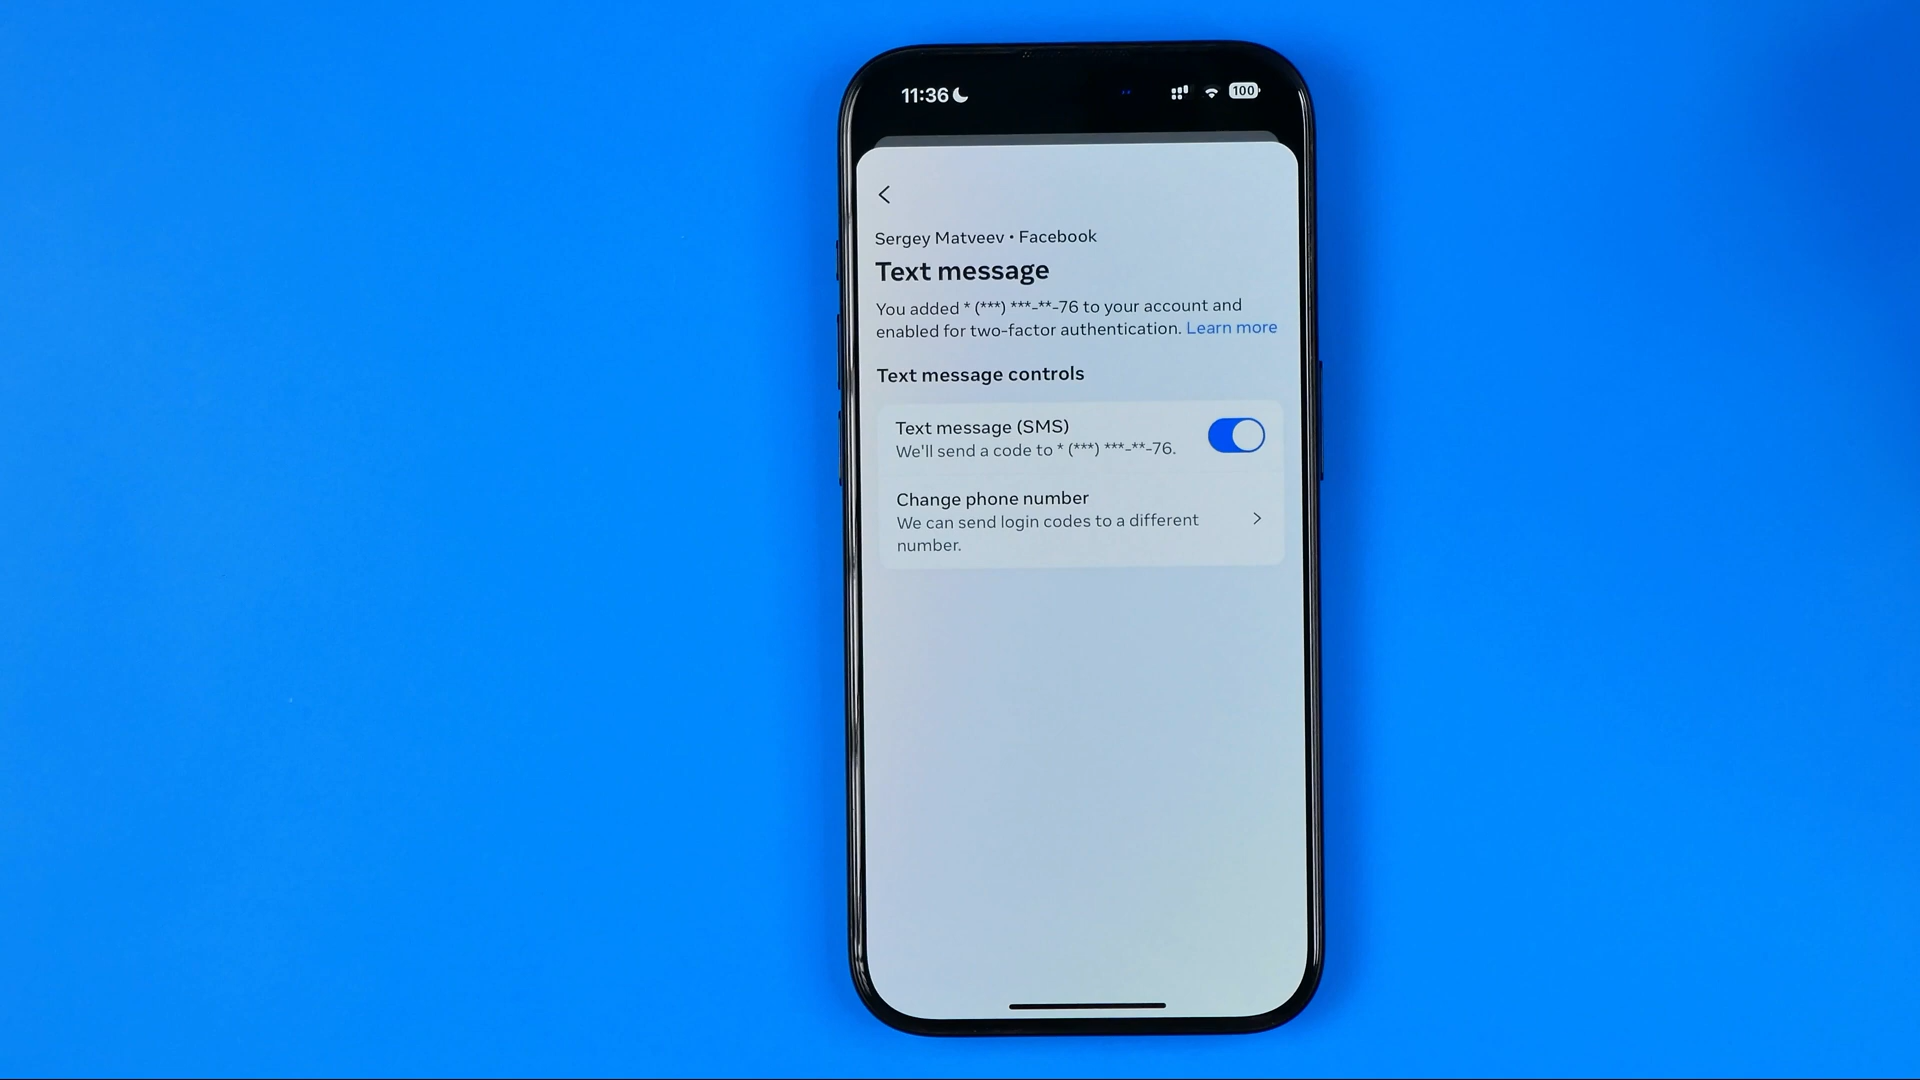 11:36
100
Sergey Matveev • Facebook
Text message
You added * (***) ***-**-76 to your account and
enabled for two-factor authentication. Learn more
Text message controls
Text message (SMS)
We'll send a code to * (***) ***-**-76.
Change phone number
We can send login codes to a different
number.